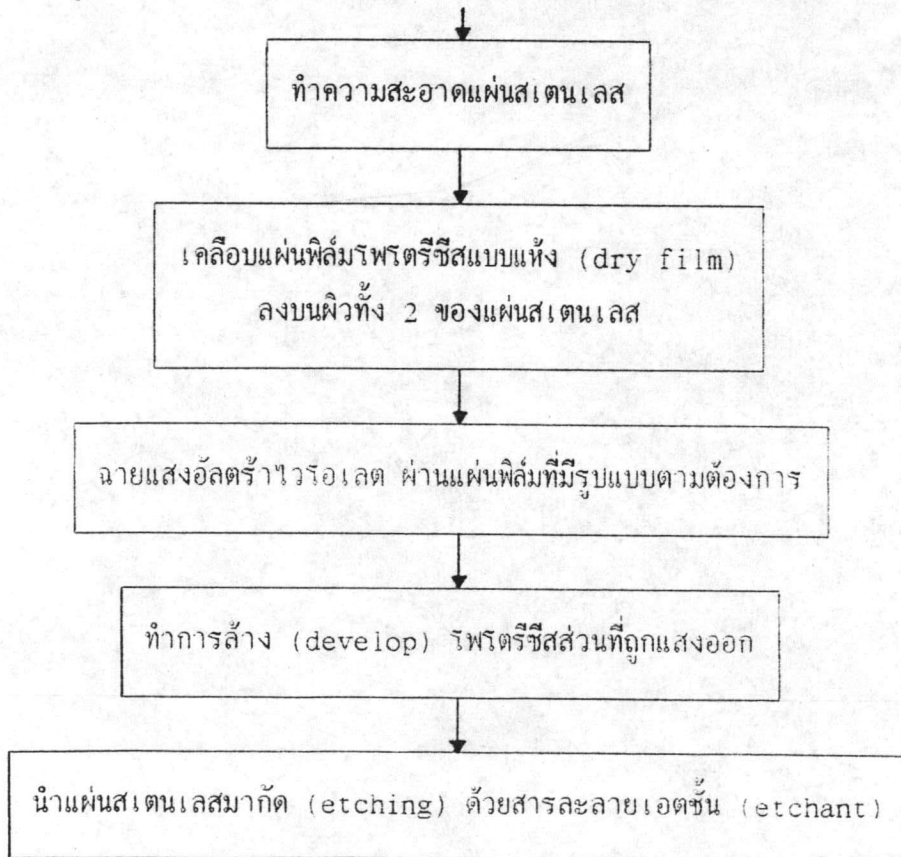 ทำความสะอาดแผ่นสเตนเลส
เคลือบแผ่นฟิล์มโฟโตรีซีสแบบแห้ง (dry film)
ลงบนผิวทั้ง 2 ของแผ่นสเตนเลส
ฉายแสงอัลตร้าไวโอเลต ผ่านแผ่นฟิล์มที่มีรูปแบบตามต้องการ
ทำการล้าง (develop) โฟโตรีซีสส่วนที่ถูกแสงออก
นำแผ่นสเตนเลสมากัด (etching) ด้วยสารละลายเอตชั้น (etchant)